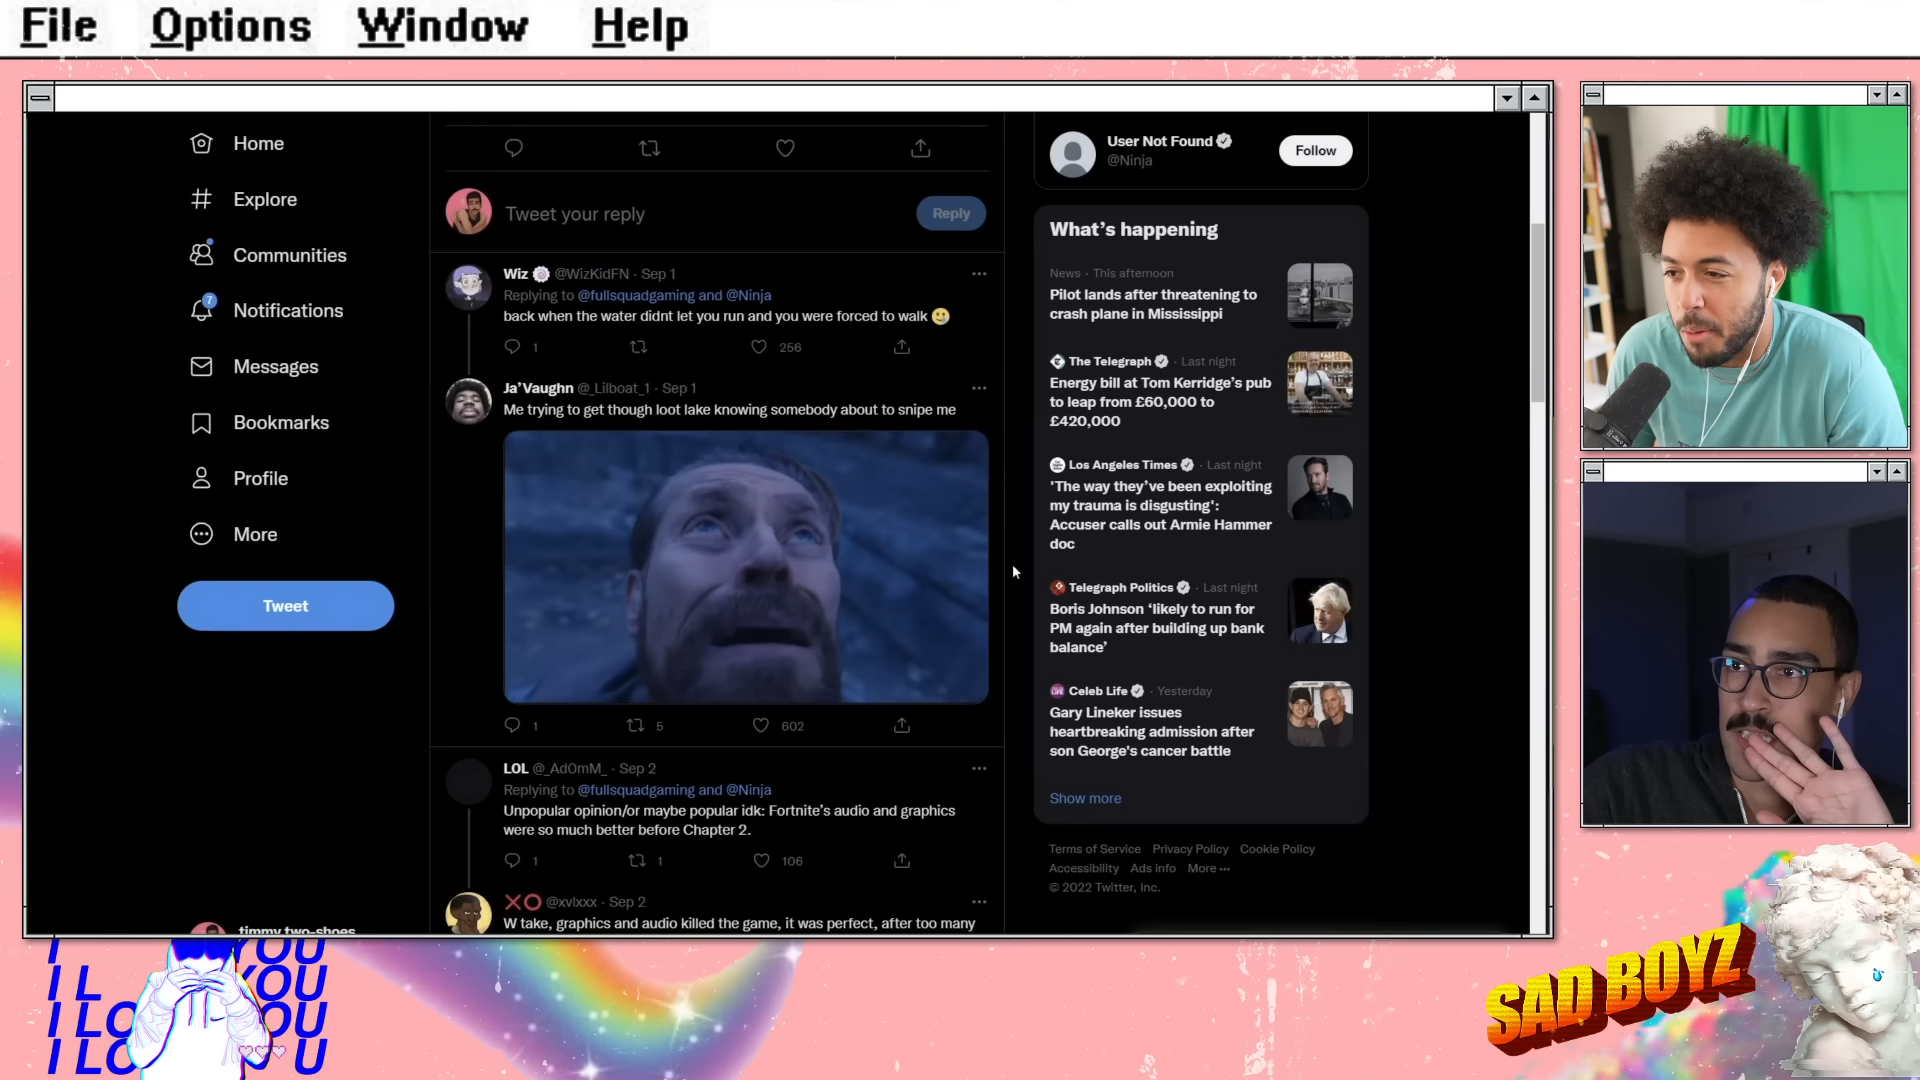 File Options Window Help
Home
Explore
Communities
7
Notifications
Messages
Bookmarks
Profile
More
Tweet
timmy two-shoes
Tweet your reply
Reply
Wiz @WizKidFN · Sep 1
Replying to @fullsquadgaming and @Ninja
back when the water didnt let you run and you were forced to walk
1 256
Ja'Vaughn @_Lilboat_1 · Sep 1
Me trying to get though loot lake knowing somebody about to snipe me
1 5 602
LOL @_Ad0mM_ · Sep 2
Replying to @fullsquadgaming and @Ninja
Unpopular opinion/or maybe popular idk: Fortnite's audio and graphics
were so much better before Chapter 2.
1 1 106
@xvlxxx · Sep 2
W take, graphics and audio killed the game, it was perfect, after too many
User Not Found
@Ninja
Follow
What's happening
News · This afternoon
Pilot lands after threatening to
crash plane in Mississippi
The Telegraph · Last night
Energy bill at Tom Kerridge's pub
to leap from £60,000 to
£420,000
Los Angeles Times · Last night
'The way they've been exploiting
my trauma is disgusting':
Accuser calls out Armie Hammer
doc
Telegraph Politics · Last night
Boris Johnson 'likely to run for
PM again after building up bank
balance'
Celeb Life · Yesterday
Gary Lineker issues
heartbreaking admission after
son George's cancer battle
Show more
Terms of Service Privacy Policy Cookie Policy
Accessibility Ads info More ···
© 2022 Twitter, Inc.
I YOU
I L YOU
I LO OU
I LO U
SAD BOYZ